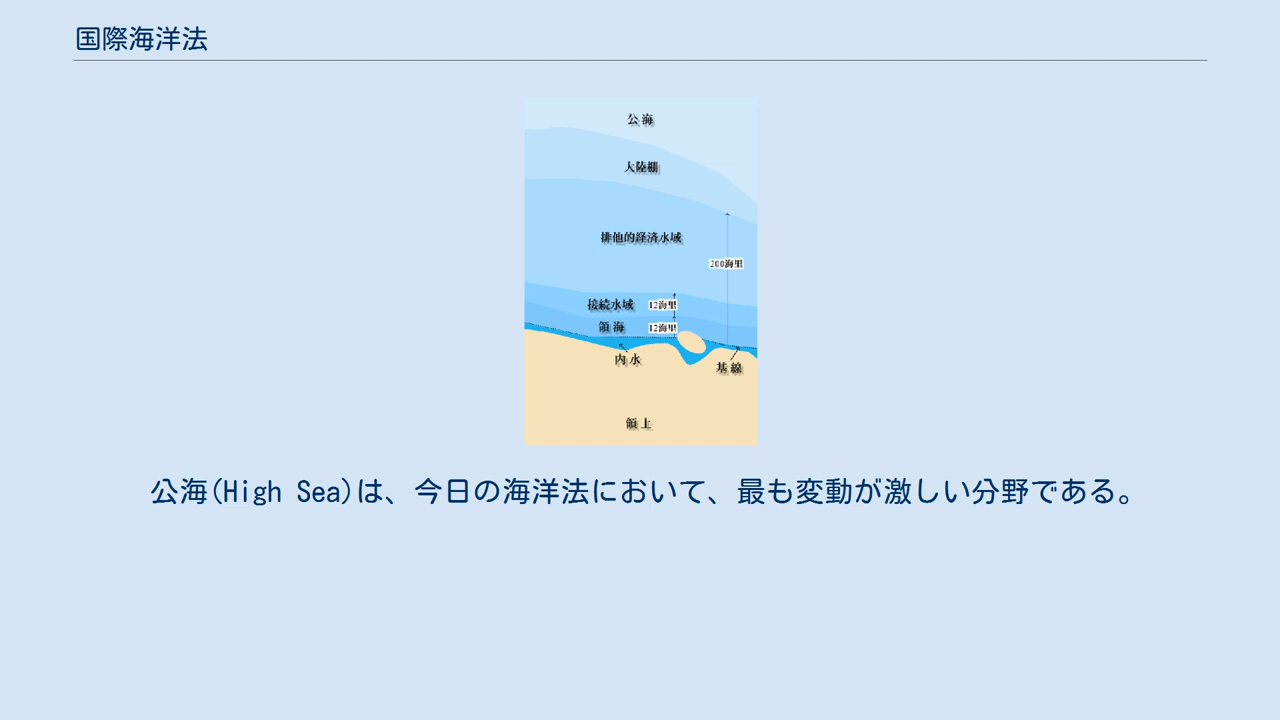 国際海洋法
公海
大陸棚
排他的経済水域
200海里
接続水域 12海里
領海 12海里
内水
基線
領土
公海(High Sea)は、今日の海洋法において、最も変動が激しい分野である。